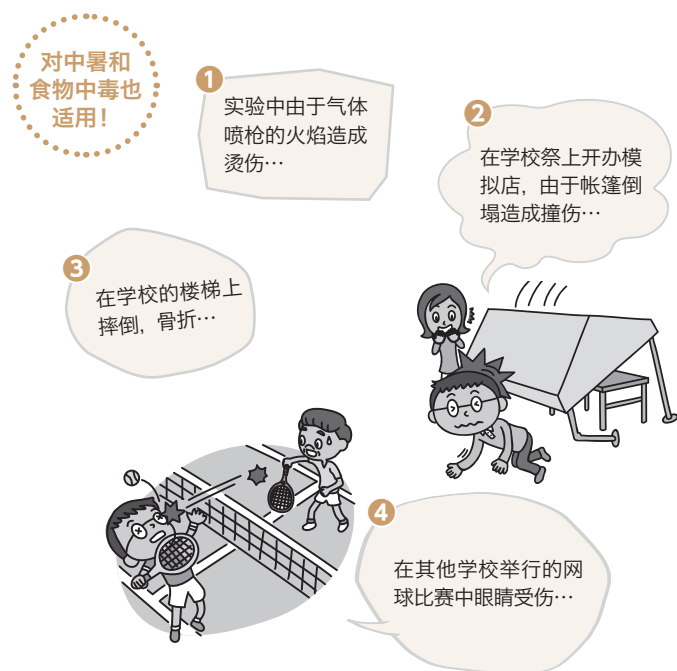 对中暑和
食物中毒也
适用！
1
实验中由于气体
喷枪的火焰造成
烫伤…
2
在学校祭上开办模
拟店，由于帐篷倒
塌造成撞伤…
3
在学校的楼梯上
摔倒，骨折…
4
在其他学校举行的网
球比赛中眼睛受伤…